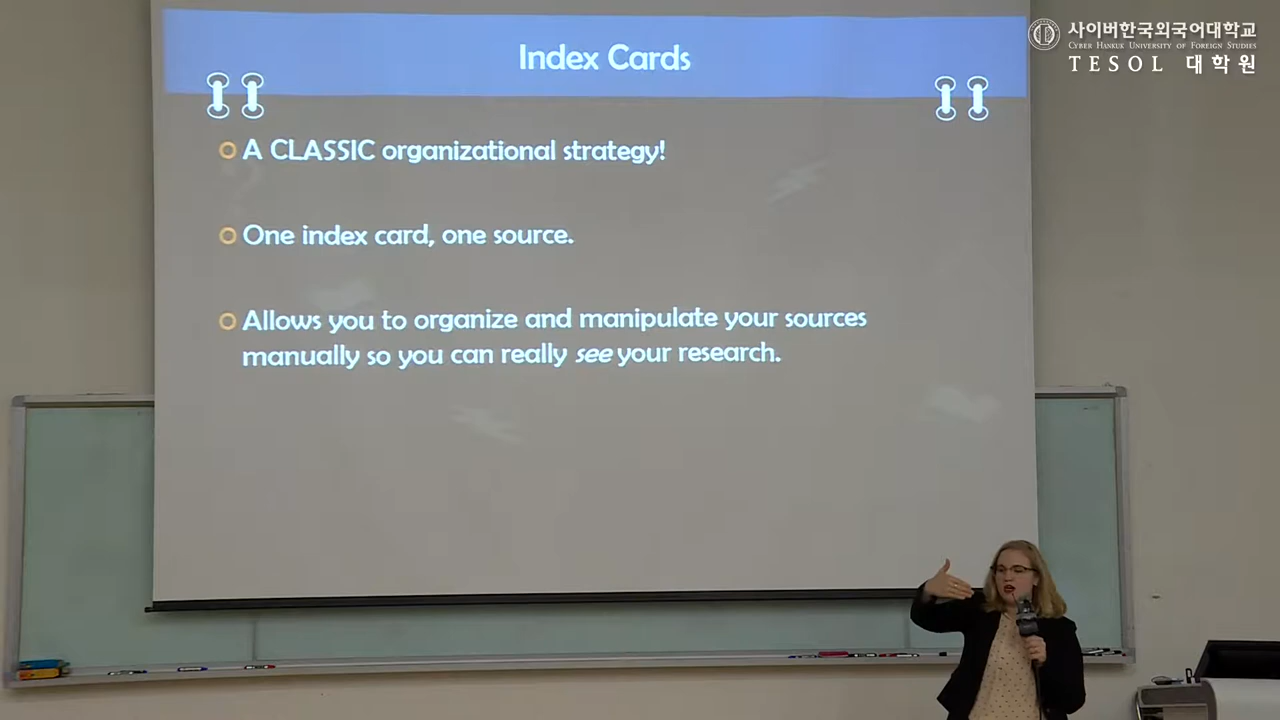 Index Cards
A CLASSIC organizational strategy!
One index card, one source.
Allows you to organize and manipulate your sources
manually so you can really see your research.
사이버한국외국어대학교
CYBER HANKUK UNIVERSITY OF FOREIGN STUDIES
TESOL 대학원